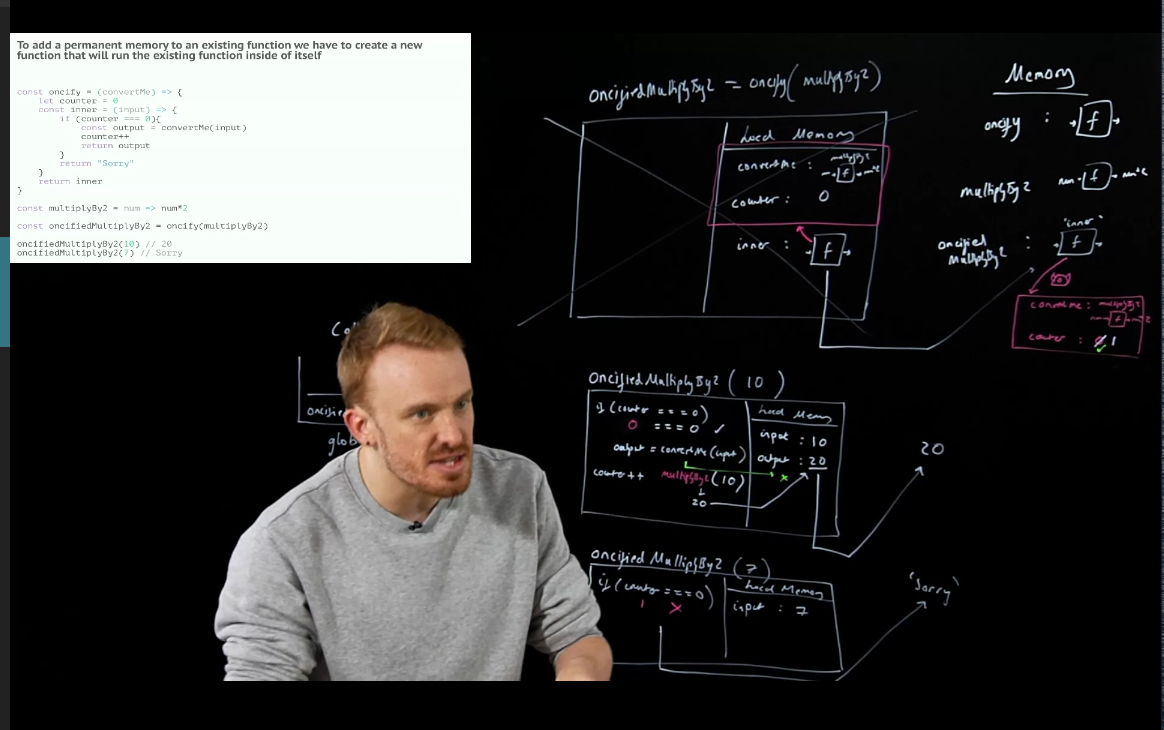 To add a permanent memory to an existing function we have to create a new
function that will run the existing function inside of itself
const oncify = (convertMe) => {
let counter = 0
const inner = (input) => {
if (counter === 0){
const output = convertMe(input)
counter++
return output
}
return "Sorry"
}
return inner
}
const multiplyBy2 = num => num*2
const oncifiedMultiplyBy2 = oncify(multiplyBy2)
oncifiedMultiplyBy2(10) // 20
oncifiedMultiplyBy2(7) // Sorry
oncifiedMultiplyBy2 = oncify(multiplyBy2)
Local Memory
convertMe : multiplyBy2
f
counter : 0
inner : f
Memory
oncify : f
multiplyBy2 num f num*2
"inner"
oncified
MultiplyBy2 : f
convertMe : multiplyBy2
f
counter : 0 1
oncifiedMultiplyBy2 (10)
if (counter === 0)
0 === 0 ✓
output = convertMe(input)
counter++ multiplyBy2(10)
20
Local Memory
input : 10
output : 20
20
oncifiedMultiplyBy2 (7)
if (counter === 0)
1 X
Local Memory
input : 7
'Sorry'